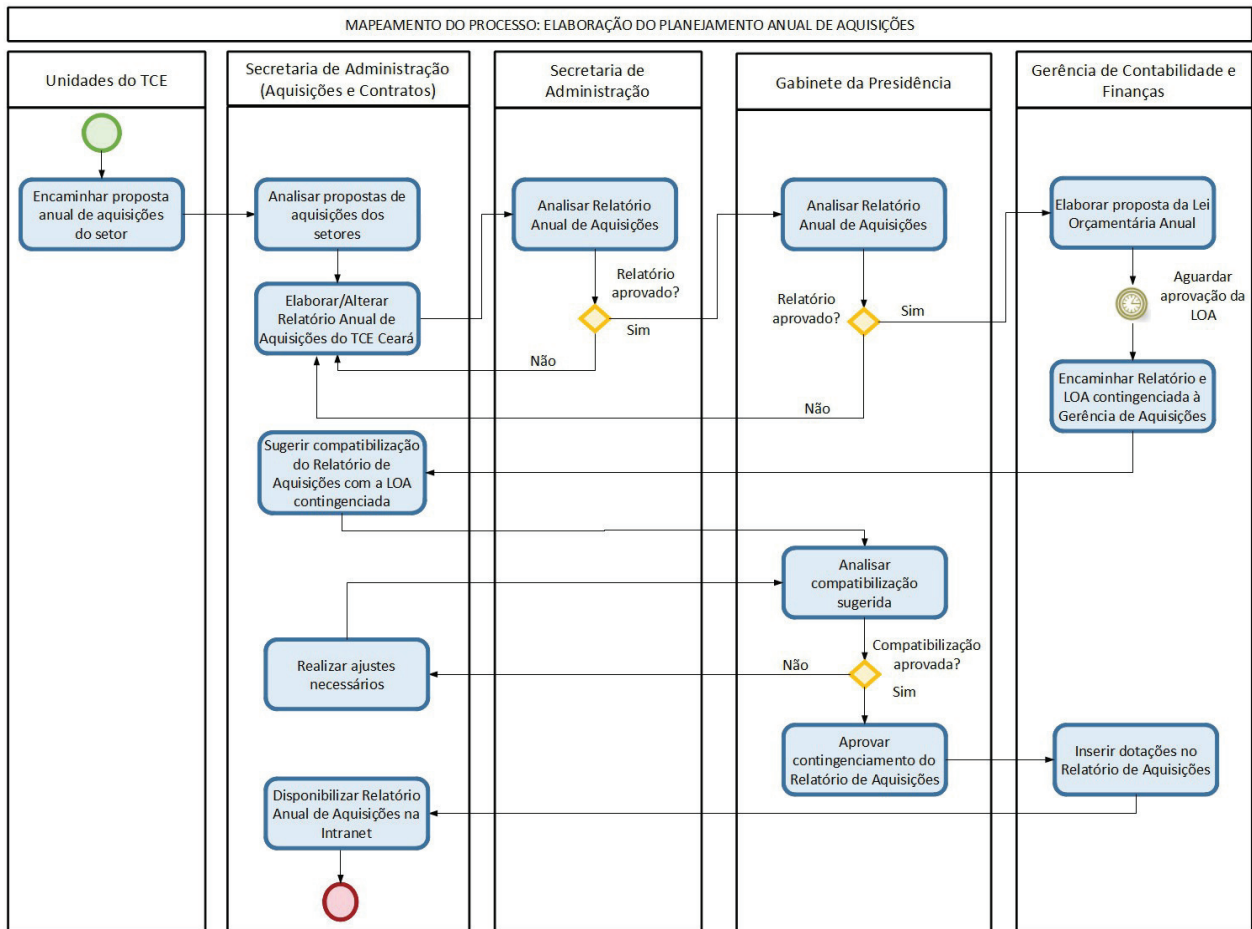 MAPEAMENTO DO PROCESSO: ELABORAÇÃO DO PLANEJAMENTO ANUAL DE AQUISIÇÕES
Unidades do TCE
Secretaria de Administração
(Aquisições e Contratos)
Secretaria de
Administração
Gabinete da Presidência
Gerência de Contabilidade e
Finanças
Encaminhar proposta
anual de aquisições
do setor
Analisar propostas de
aquisições dos
setores
Analisar Relatório
Anual de Aquisições
Analisar Relatório
Anual de Aquisições
Elaborar proposta da Lei
Orçamentária Anual
Elaborar/Alterar
Relatório Anual de
Aquisições do TCE Ceará
Relatório
aprovado?
Sim
Não
Relatório
aprovado?
Sim
Não
Aguardar
aprovação da
LOA
Encaminhar Relatório e
LOA contingenciada à
Gerência de Aquisições
Sugerir compatibilização
do Relatório de
Aquisições com a LOA
contingenciada
Analisar
compatibilização
sugerida
Compatibilização
aprovada?
Não
Sim
Realizar ajustes
necessários
Aprovar
contingenciamento do
Relatório de Aquisições
Inserir dotações no
Relatório de Aquisições
Disponibilizar Relatório
Anual de Aquisições na
Intranet